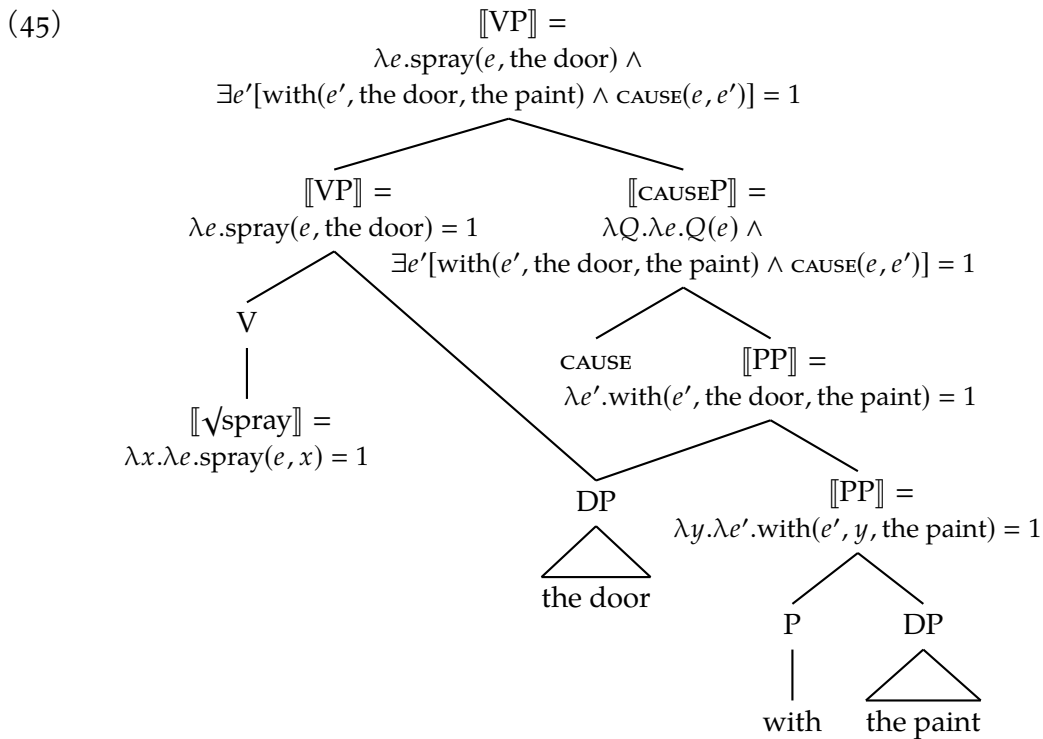 (45)
⟦VP⟧ =
λe.spray(e, the door) ∧
∃e′[with(e′, the door, the paint) ∧ CAUSE(e, e′)] = 1
⟦VP⟧ =
λe.spray(e, the door) = 1
⟦CAUSEP⟧ =
λQ.λe.Q(e) ∧
∃e′[with(e′, the door, the paint) ∧ CAUSE(e, e′)] = 1
V
CAUSE
⟦PP⟧ =
λe′.with(e′, the door, the paint) = 1
⟦√spray⟧ =
λx.λe.spray(e, x) = 1
DP
the door
⟦PP⟧ =
λy.λe′.with(e′, y, the paint) = 1
P
DP
with
the paint